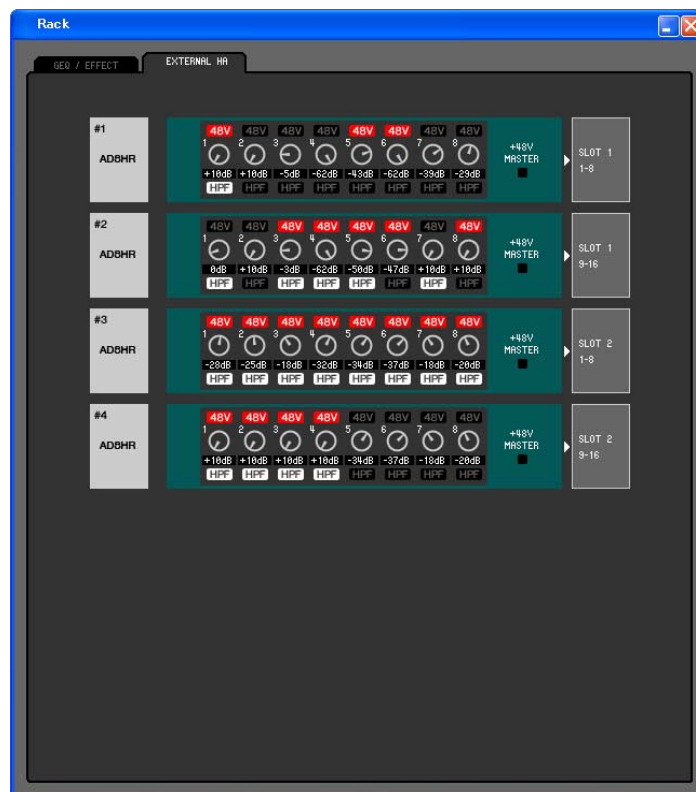 Rack
GEQ / EFFECT EXTERNAL HA
#1
AD8HR
48V 48V 48V 48V 48V 48V 48V 48V
1 2 3 4 5 6 7 8
+10dB +10dB -5dB -62dB -43dB -62dB -39dB -29dB
HPF HPF HPF HPF HPF HPF HPF HPF
+48V
MASTER
SLOT 1
1-8
#2
AD8HR
48V 48V 48V 48V 48V 48V 48V 48V
1 2 3 4 5 6 7 8
0dB +10dB -3dB -62dB -50dB -47dB +10dB +10dB
HPF HPF HPF HPF HPF HPF HPF HPF
+48V
MASTER
SLOT 1
9-16
#3
AD8HR
48V 48V 48V 48V 48V 48V 48V 48V
1 2 3 4 5 6 7 8
-28dB -25dB -18dB -32dB -34dB -37dB -18dB -20dB
HPF HPF HPF HPF HPF HPF HPF HPF
+48V
MASTER
SLOT 2
1-8
#4
AD8HR
48V 48V 48V 48V 48V 48V 48V 48V
1 2 3 4 5 6 7 8
+10dB +10dB +10dB +10dB -34dB -37dB -18dB -20dB
HPF HPF HPF HPF HPF HPF HPF HPF
+48V
MASTER
SLOT 2
9-16